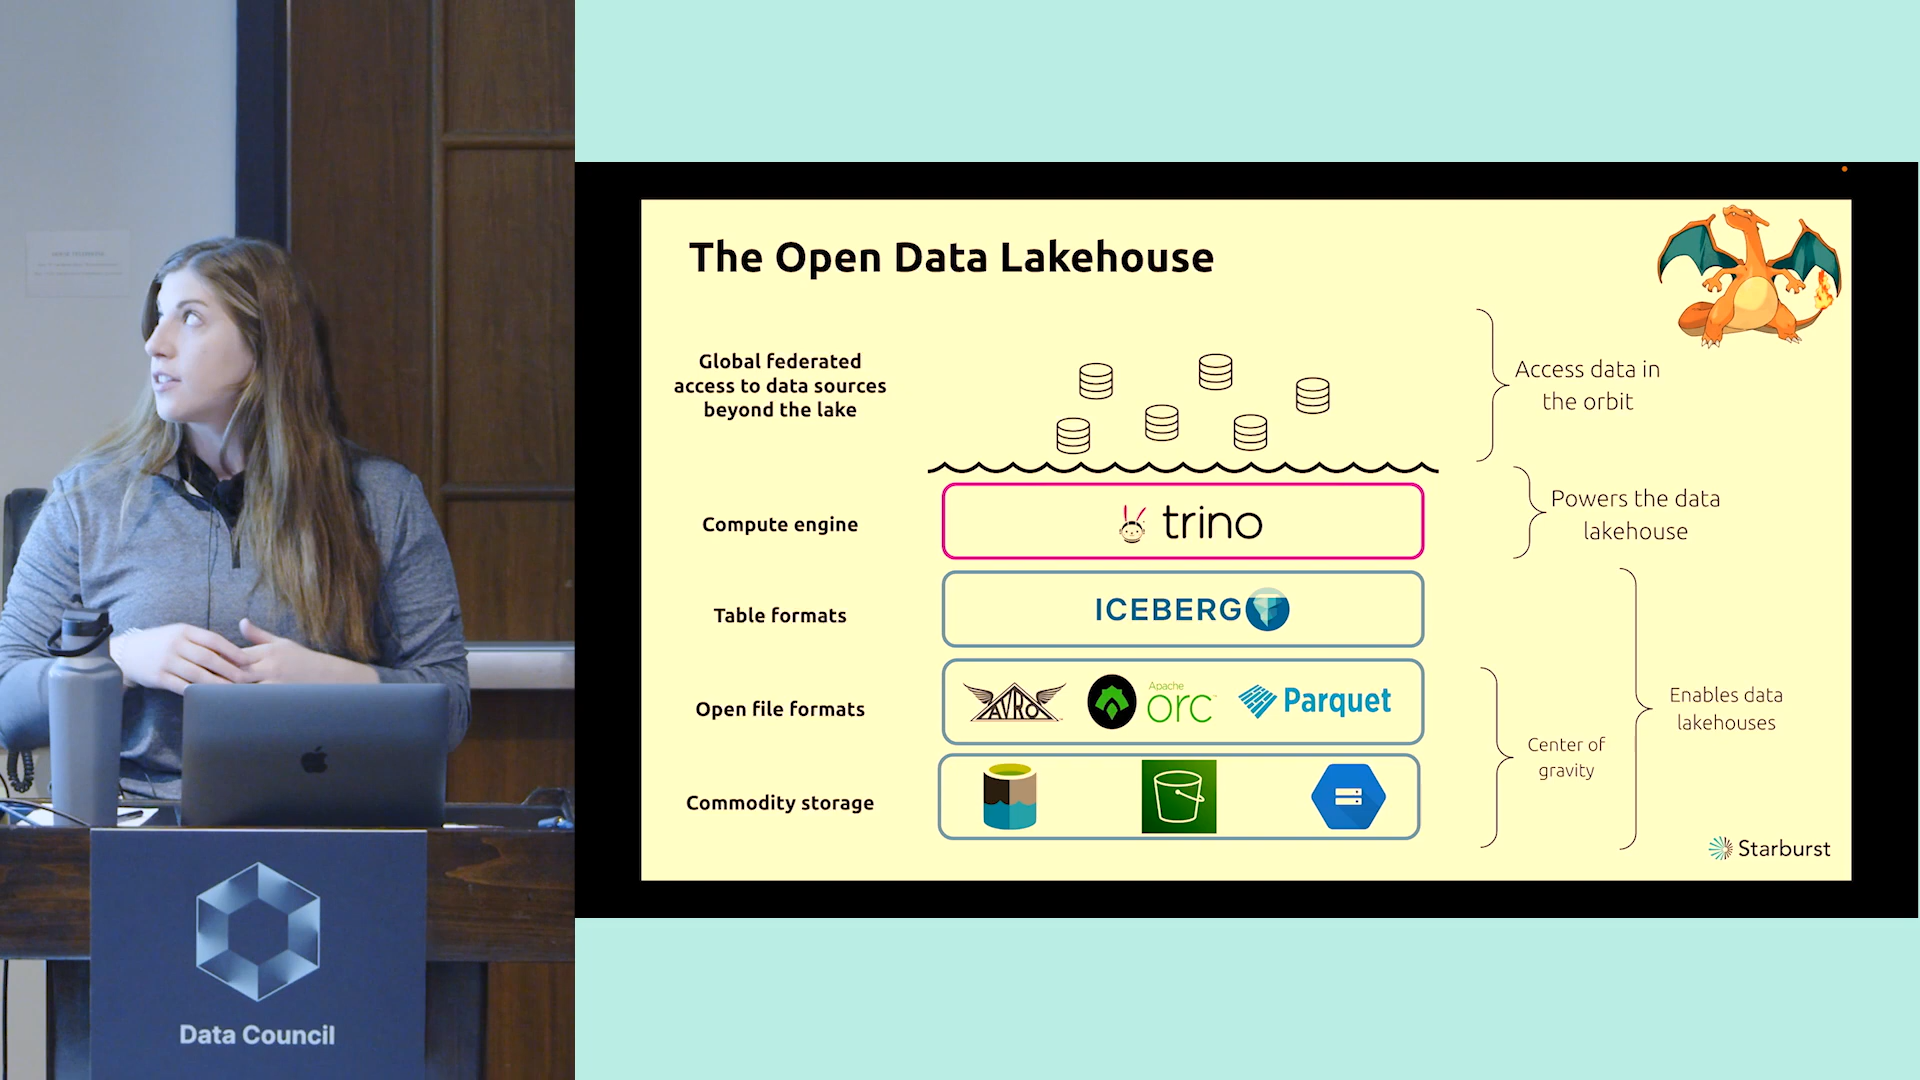 The Open Data Lakehouse
Global federated
access to data sources
beyond the lake
Access data in
the orbit
Compute engine
trino
Powers the data
lakehouse
Table formats
ICEBERG
Open file formats
AVRO
Apache
orc
Parquet
Enables data
lakehouses
Center of
gravity
Commodity storage
Starburst
Data Council